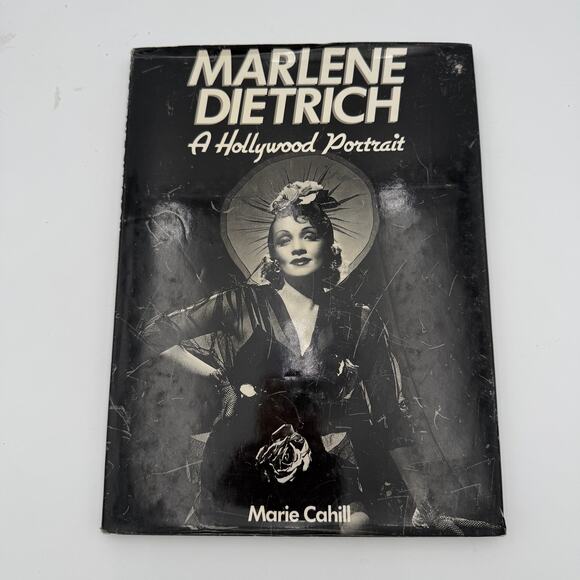 MARLENE
DIETRICH
A Hollywood Portrait
Marie Cahill